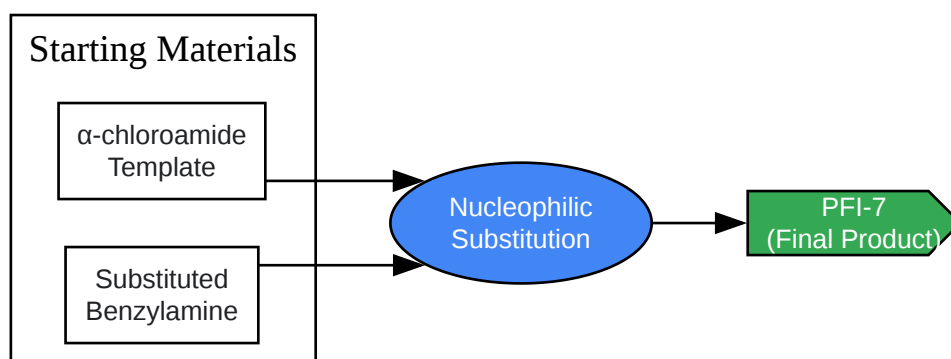 Starting Materials
α-chloroamide
Template
Substituted
Benzylamine
Nucleophilic
Substitution
PFI-7
(Final Product)